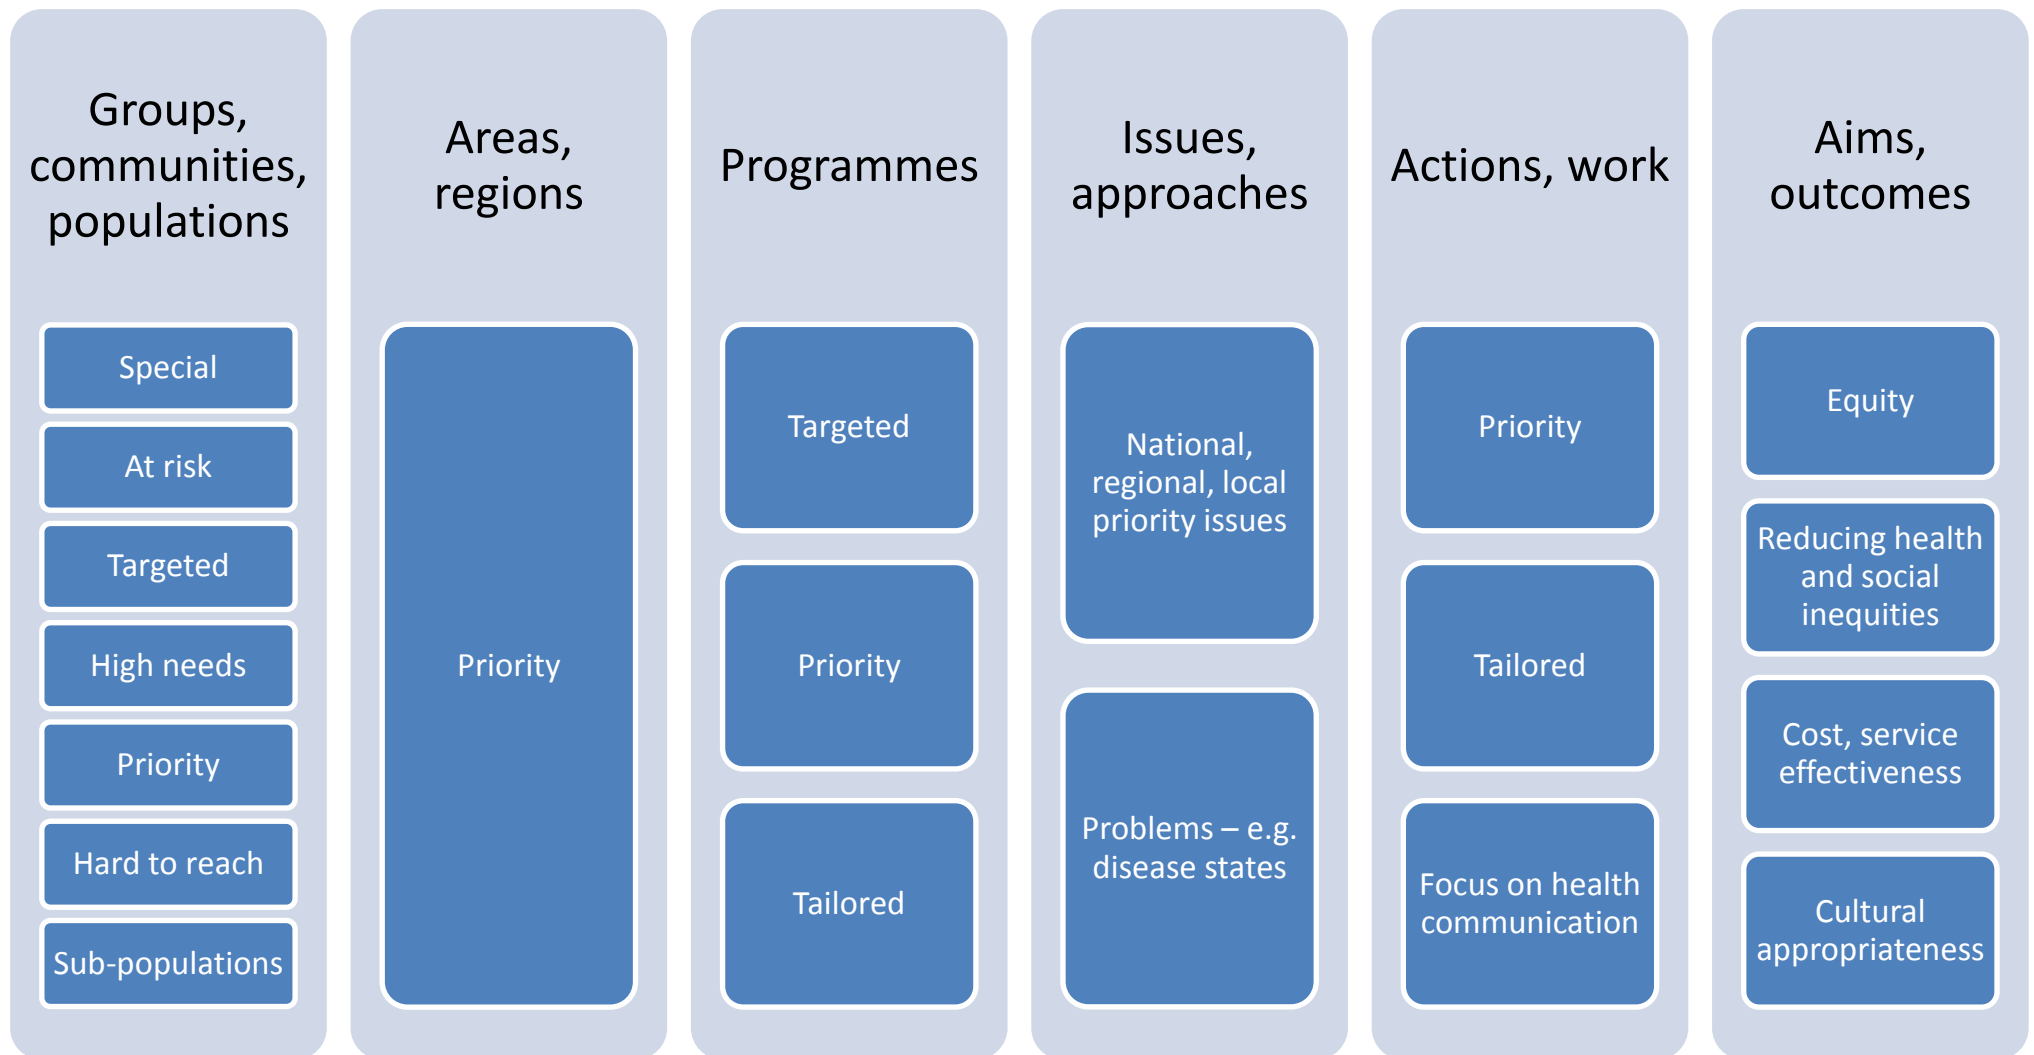 Groups,
communities,
populations
Special
At risk
Targeted
High needs
Priority
Hard to reach
Sub-populations
Areas,
regions
Priority
Programmes
Targeted
Priority
Tailored
Issues,
approaches
National,
regional, local
priority issues
Problems – e.g.
disease states
Actions, work
Priority
Tailored
Focus on health
communication
Aims,
outcomes
Equity
Reducing health
and social
inequities
Cost, service
effectiveness
Cultural
appropriateness